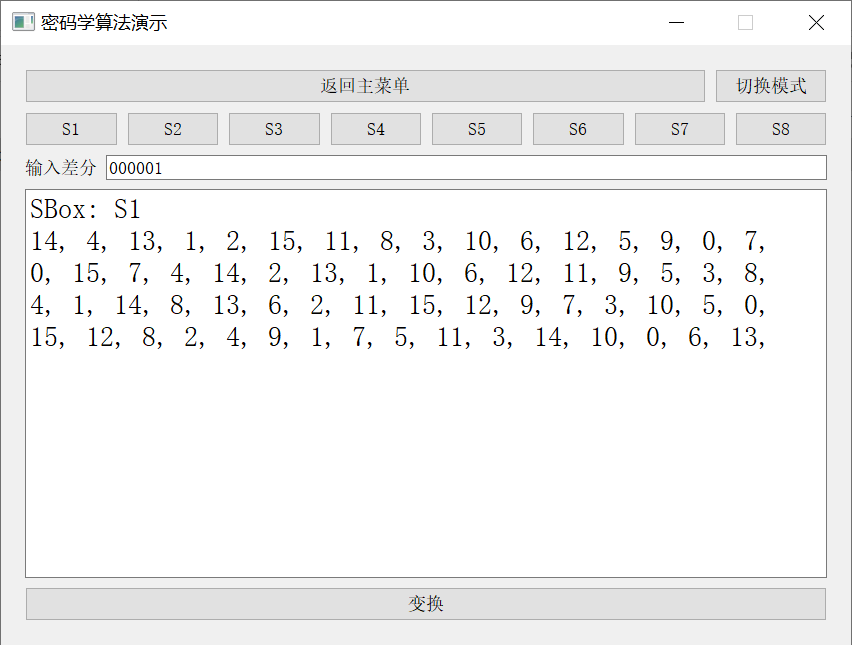 密码学算法演示
返回主菜单 切换模式
S1 S2 S3 S4 S5 S6 S7 S8
输入差分 000001
SBox: S1
14, 4, 13, 1, 2, 15, 11, 8, 3, 10, 6, 12, 5, 9, 0, 7,
0, 15, 7, 4, 14, 2, 13, 1, 10, 6, 12, 11, 9, 5, 3, 8,
4, 1, 14, 8, 13, 6, 2, 11, 15, 12, 9, 7, 3, 10, 5, 0,
15, 12, 8, 2, 4, 9, 1, 7, 5, 11, 3, 14, 10, 0, 6, 13,
变换